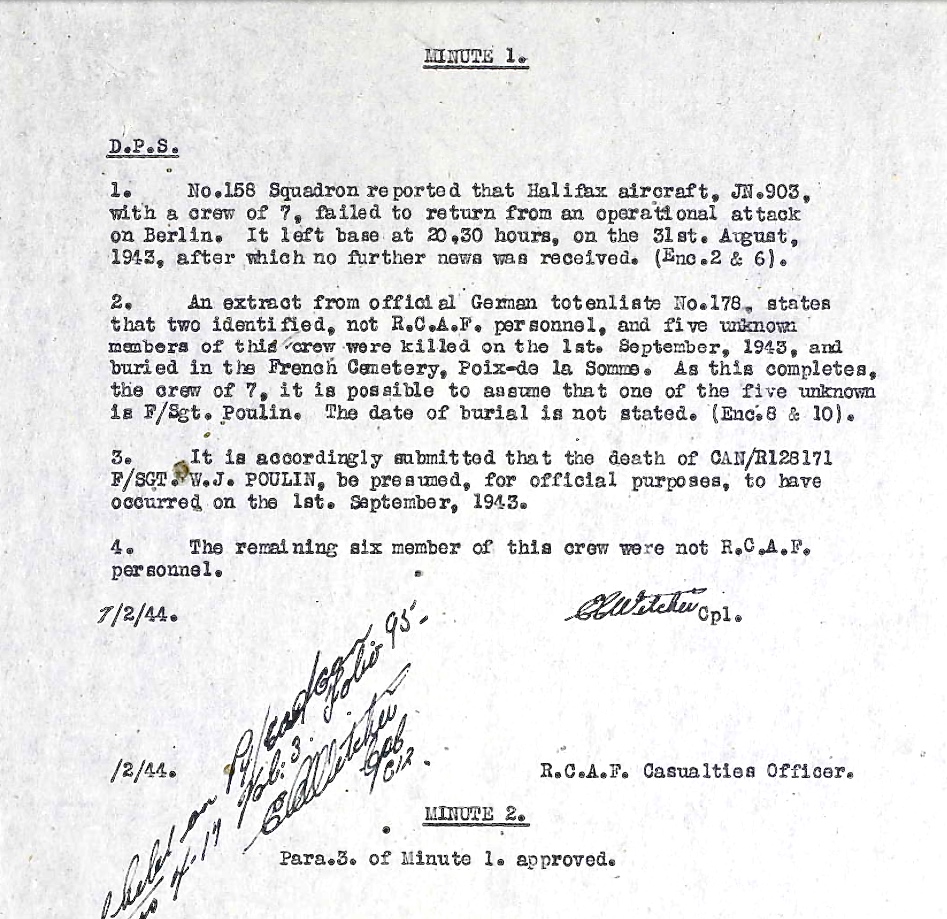 MINUTE 1.
D.P.S.
1. No.158 Squadron reported that Halifax aircraft, JN.903,
with a crew of 7, failed to return from an operational attack
on Berlin. It left base at 20.30 hours, on the 31st. August,
1943, after which no further news was received. (Enc.2 & 6).
2. An extract from official German totenliste No.178, states
that two identified, not R.C.A.F. personnel, and five unknown
members of this crew were killed on the 1st. September, 1943, and
buried in the French Cemetery, Poix-de la Somme. As this completes,
the crew of 7, it is possible to assume that one of the five unknown
is F/Sgt. Poulin. The date of burial is not stated. (Enc.8 & 10).
3. It is accordingly submitted that the death of CAN/R128171
F/SGT. W.J. POULIN, be presumed, for official purposes, to have
occurred on the 1st. September, 1943.
4. The remaining six member of this crew were not R.C.A.F.
personnel.
7/2/44. Cpl.
Folio 95
Vol: 3.
on
/2/44. R.C.A.F. Casualties Officer.
MINUTE 2.
Para.3. of Minute 1. approved.